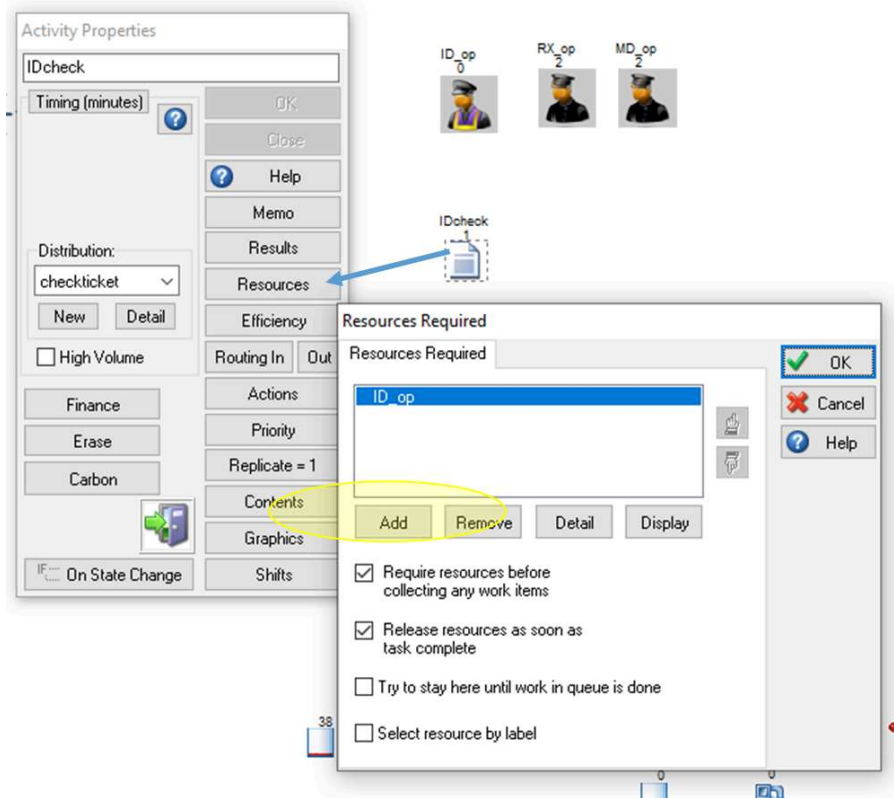 Activity Properties
IDcheck
Timing (minutes)
OK
Close
Help
Memo
Results
Distribution:
checkticket
Resources
New
Detail
Efficiency
High Volume
Routing In
Out
Actions
Finance
Priority
Erase
Replicate = 1
Carbon
Contents
Graphics
IF
On State Change
Shifts
ID_op
0
RX_op
2
MD_op
2
IDcheck
1
Resources Required
Resources Required
ID_op
OK
Cancel
Help
Add
Remove
Detail
Display
Require resources before
collecting any work items
Release resources as soon as
task complete
Try to stay here until work in queue is done
Select resource by label
38
0
0